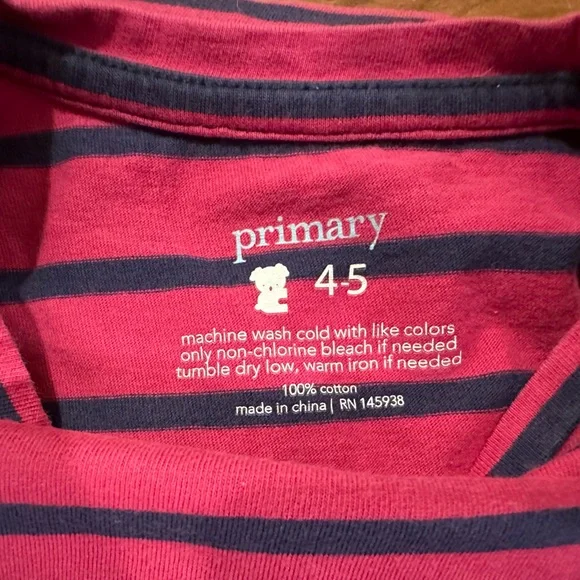 primary
4-5
machine wash cold with like colors
only non-chlorine bleach if needed
tumble dry low, warm iron if needed
100% cotton
made in china | RN 145938